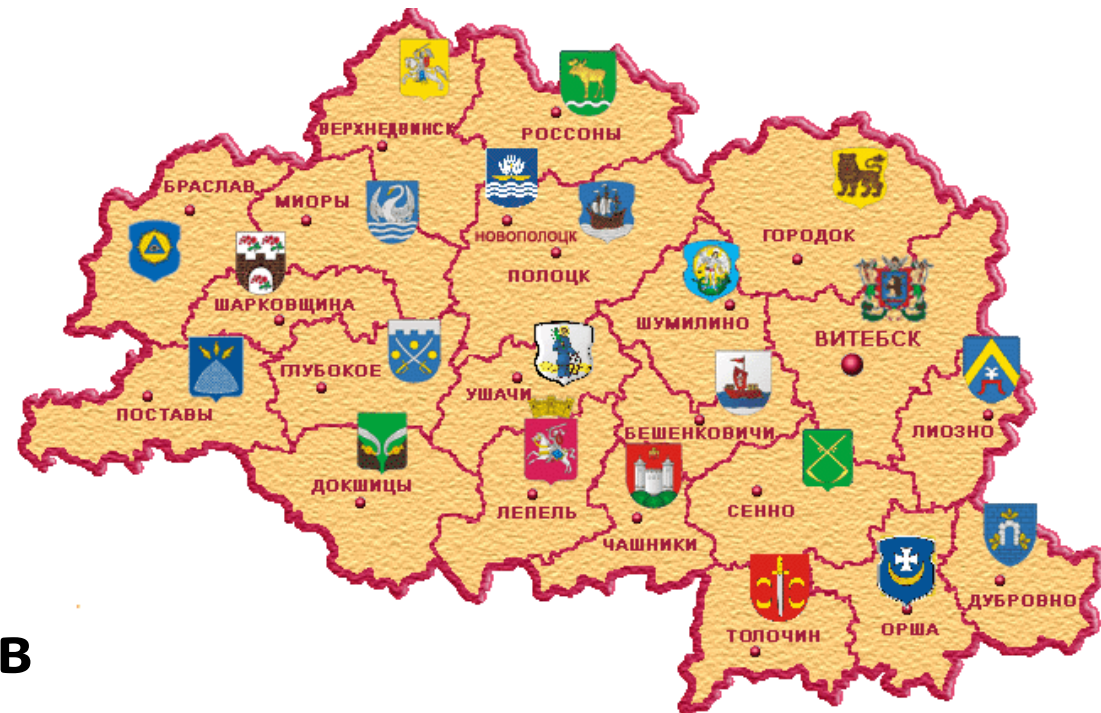 ВЕРХНЕДВИНСК
РОССОНЫ
БРАСЛАВ
МИОРЫ
НОВОПОЛОЦК
ПОЛОЦК
ГОРОДОК
ШАРКОВЩИНА
ШУМИЛИНО
ВИТЕБСК
ГЛУБОКОЕ
УШАЧИ
ПОСТАВЫ
БЕШЕНКОВИЧИ
ЛИОЗНО
ДОКШИЦЫ
ЛЕПЕЛЬ
СЕННО
ЧАШНИКИ
ДУБРОВНО
ТОЛОЧИН
ОРША
В